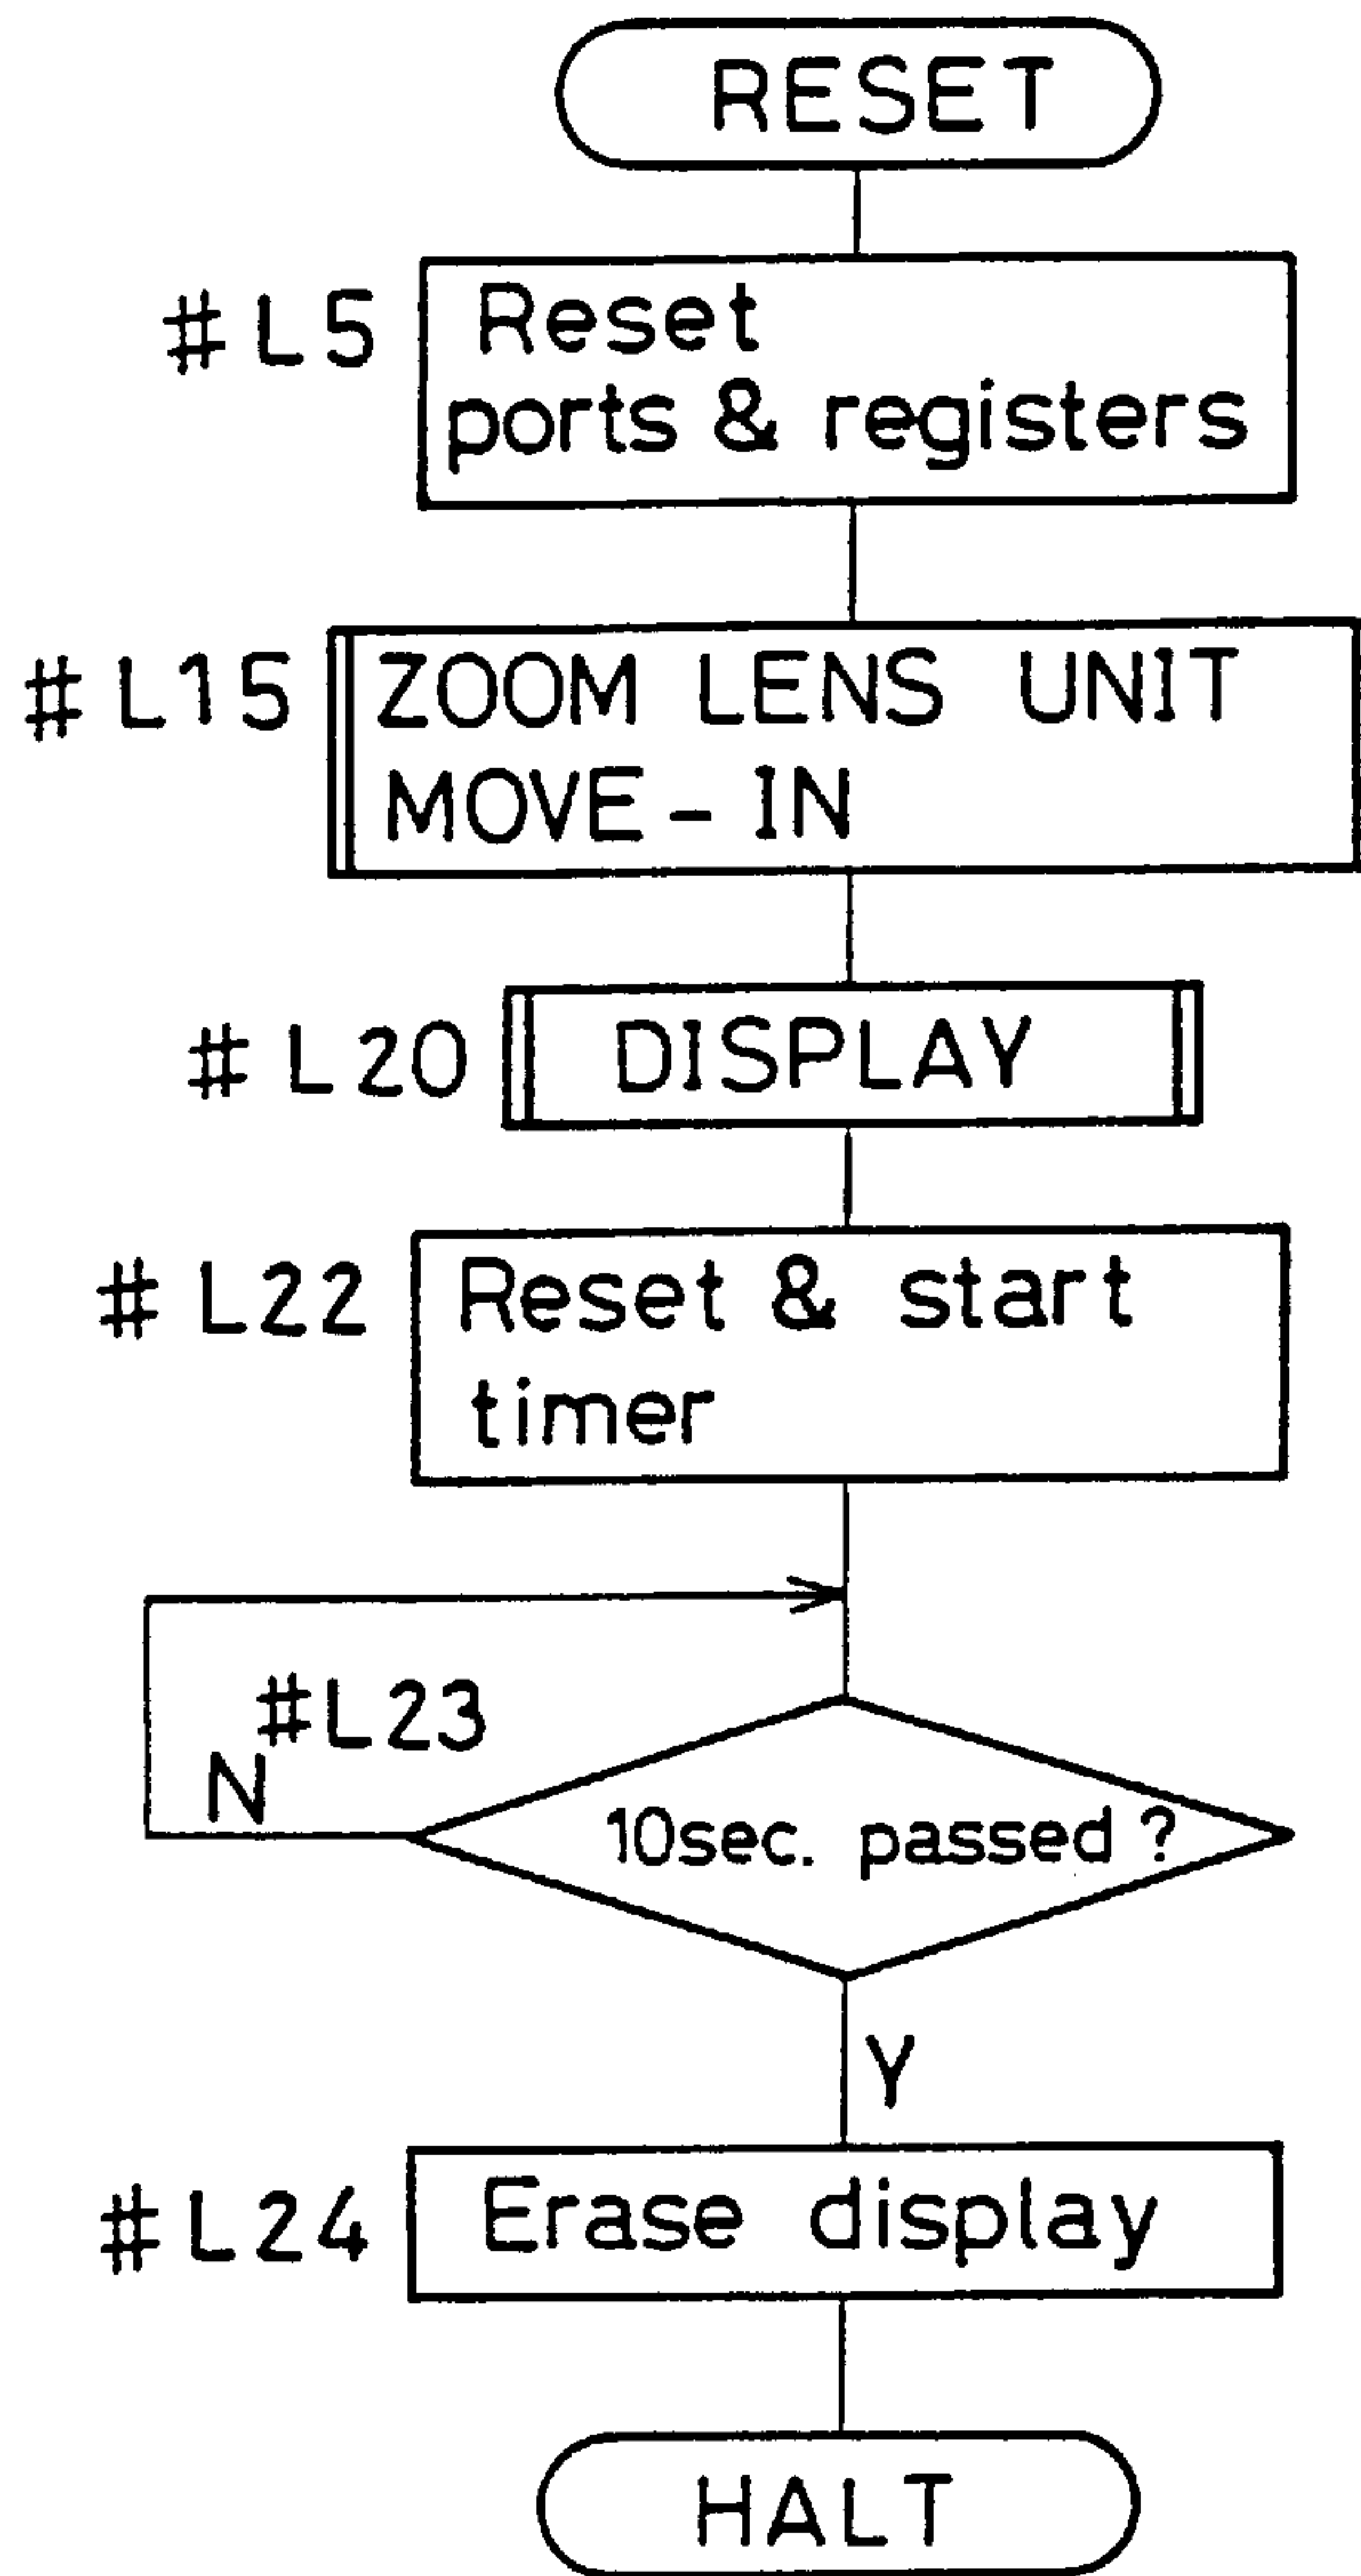 RESET
#L5
Reset
ports & registers
#L15
ZOOM LENS UNIT
MOVE-IN
#L20
DISPLAY
#L22
Reset & start
timer
#L23
N
10sec. passed?
Y
#L24
Erase display
HALT